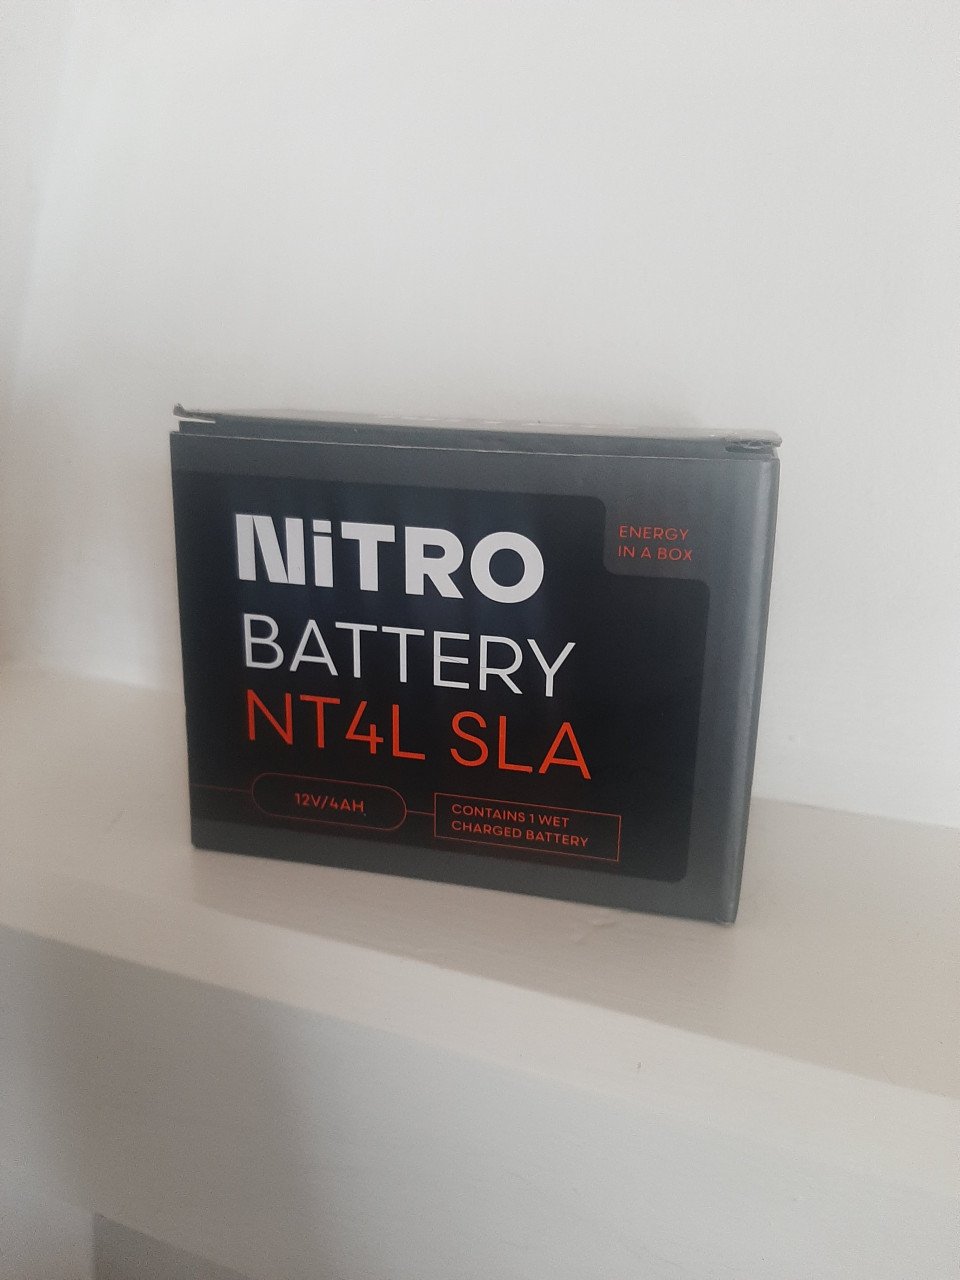 NiTRO
ENERGY
IN A BOX
BATTERY
NT4L SLA
12V/4AH
CONTAINS 1 WET
CHARGED BATTERY